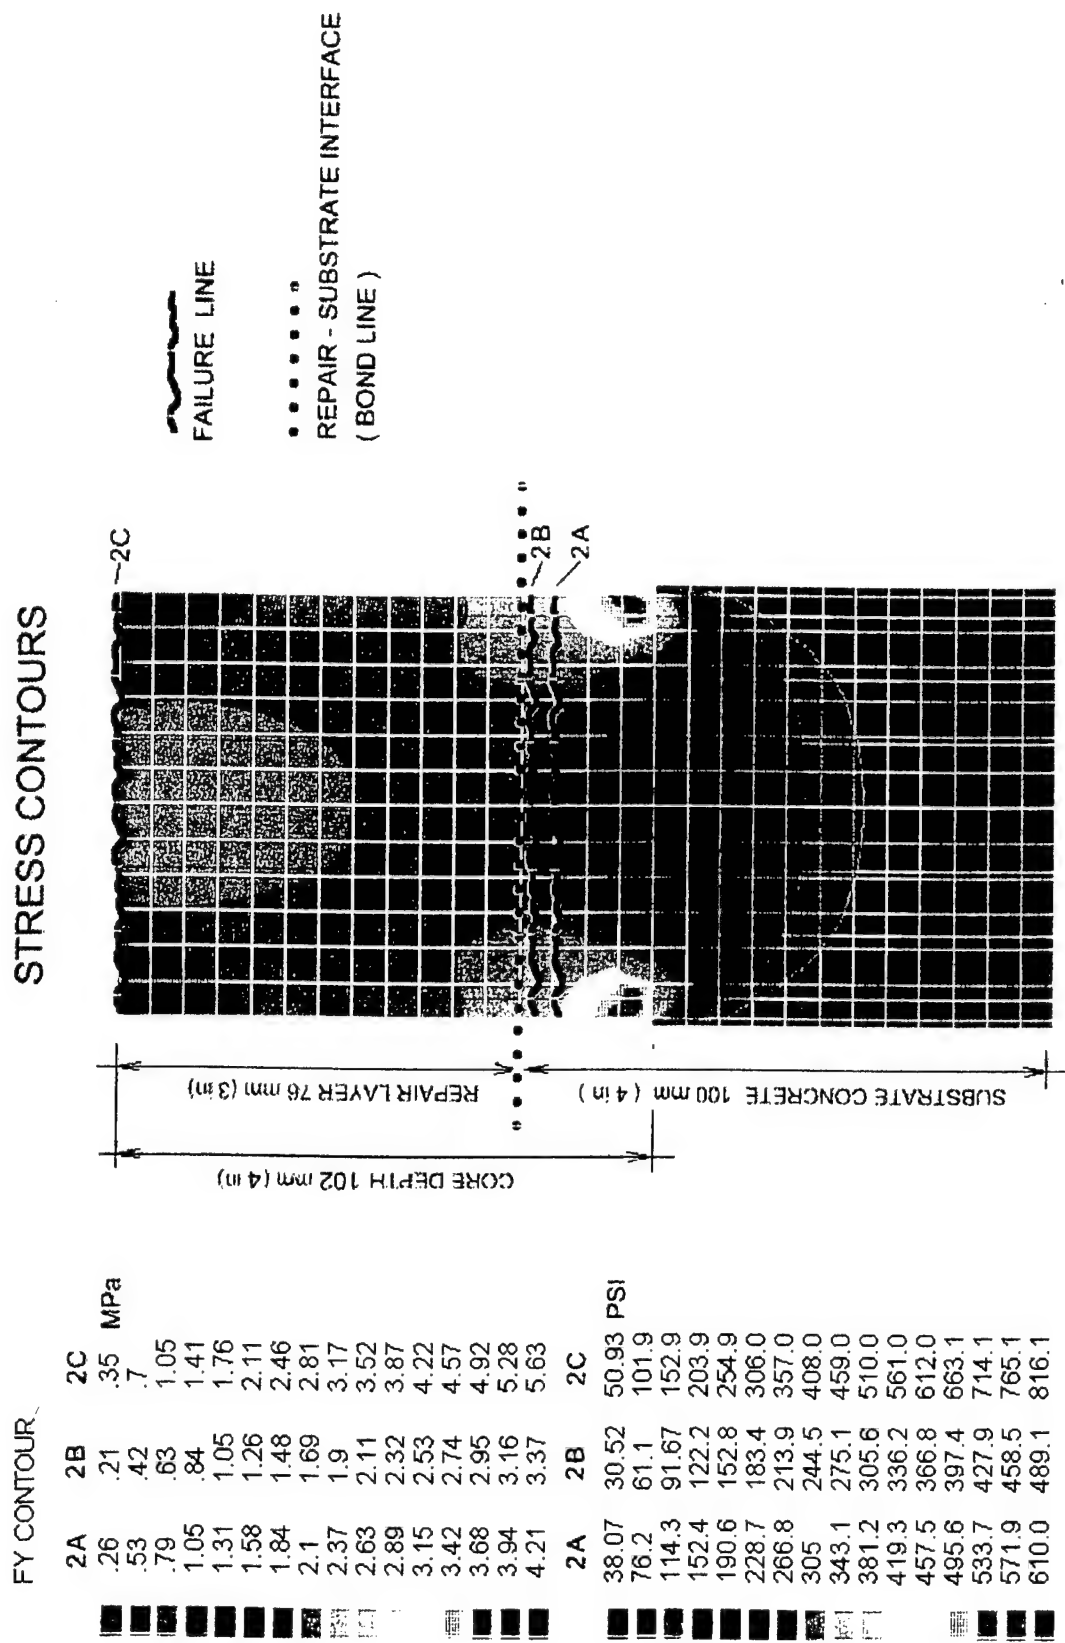 STRESS CONTOURS
FY CONTOUR
2A 2B 2C
.26 .21 .35 MPa
.53 .42 .7
.79 .63 1.05
1.05 .84 1.41
1.31 1.05 1.76
1.58 1.26 2.11
1.84 1.48 2.46
2.1 1.69 2.81
2.37 1.9 3.17
2.63 2.11 3.52
2.89 2.32 3.87
3.15 2.53 4.22
3.42 2.74 4.57
3.68 2.95 4.92
3.94 3.16 5.28
4.21 3.37 5.63
2A 2B 2C
38.07 30.52 50.93 PSI
76.2 61.1 101.9
114.3 91.67 152.9
152.4 122.2 203.9
190.6 152.8 254.9
228.7 183.4 306.0
266.8 213.9 357.0
305 244.5 408.0
343.1 275.1 459.0
381.2 305.6 510.0
419.3 336.2 561.0
457.5 366.8 612.0
495.6 397.4 663.1
533.7 427.9 714.1
571.9 458.5 765.1
610.0 489.1 816.1
CORE DEPTH 102 mm (4 in)
REPAIR LAYER 76 mm (3 in)
SUBSTRATE CONCRETE 100 mm ( 4 in )
2C
2B
2A
FAILURE LINE
REPAIR - SUBSTRATE INTERFACE
( BOND LINE )